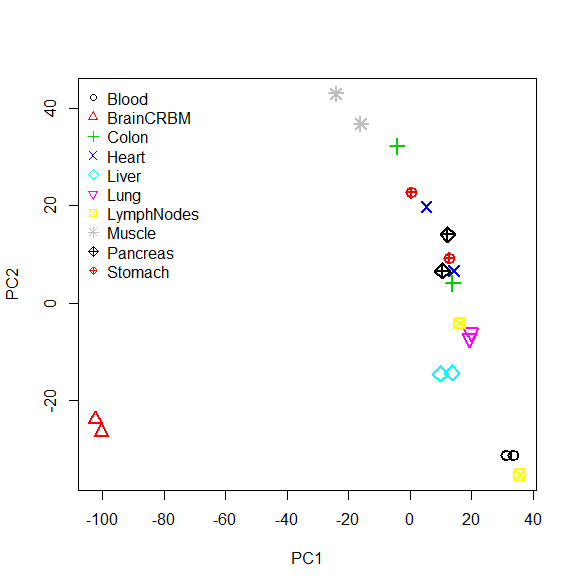 Blood
BrainCRBM
Colon
Heart
Liver
Lung
LymphNodes
Muscle
Pancreas
Stomach
PC2
40
20
0
-20
-100 -80 -60 -40 -20 0 20 40
PC1